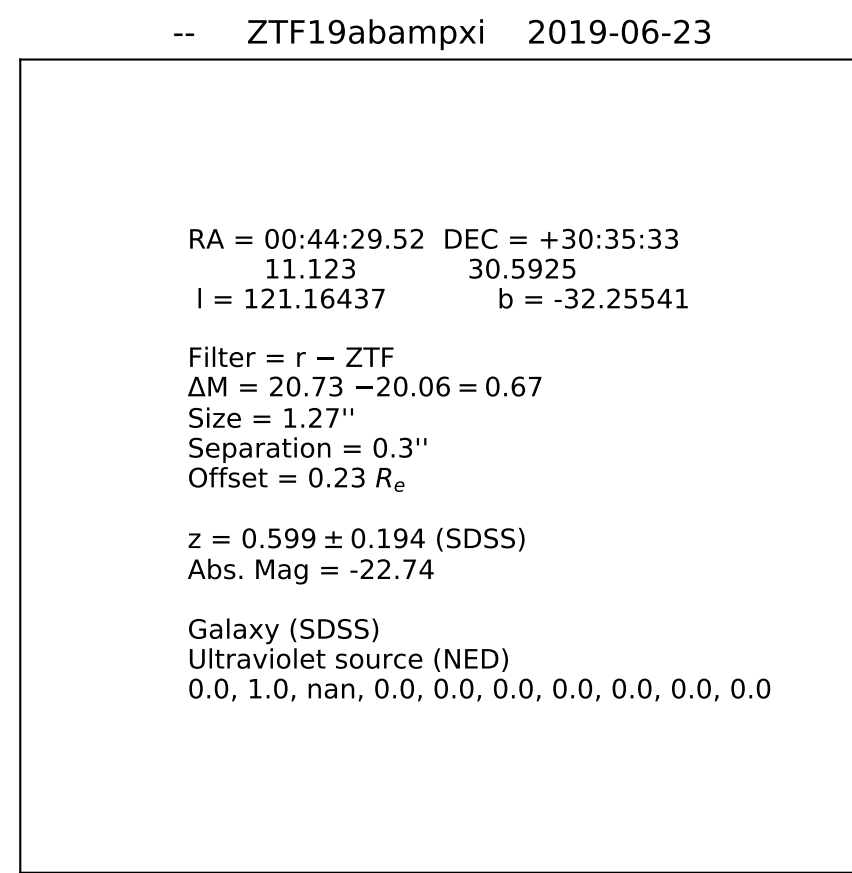 -- ZTF19abampxi 2019-06-23
RA = 00:44:29.52 DEC = +30:35:33
11.123 30.5925
l = 121.16437 b = -32.25541
Filter = r − ZTF
ΔM = 20.73 −20.06 = 0.67
Size = 1.27''
Separation = 0.3''
Offset = 0.23 Rₑ
z = 0.599 ± 0.194 (SDSS)
Abs. Mag = -22.74
Galaxy (SDSS)
Ultraviolet source (NED)
0.0, 1.0, nan, 0.0, 0.0, 0.0, 0.0, 0.0, 0.0, 0.0